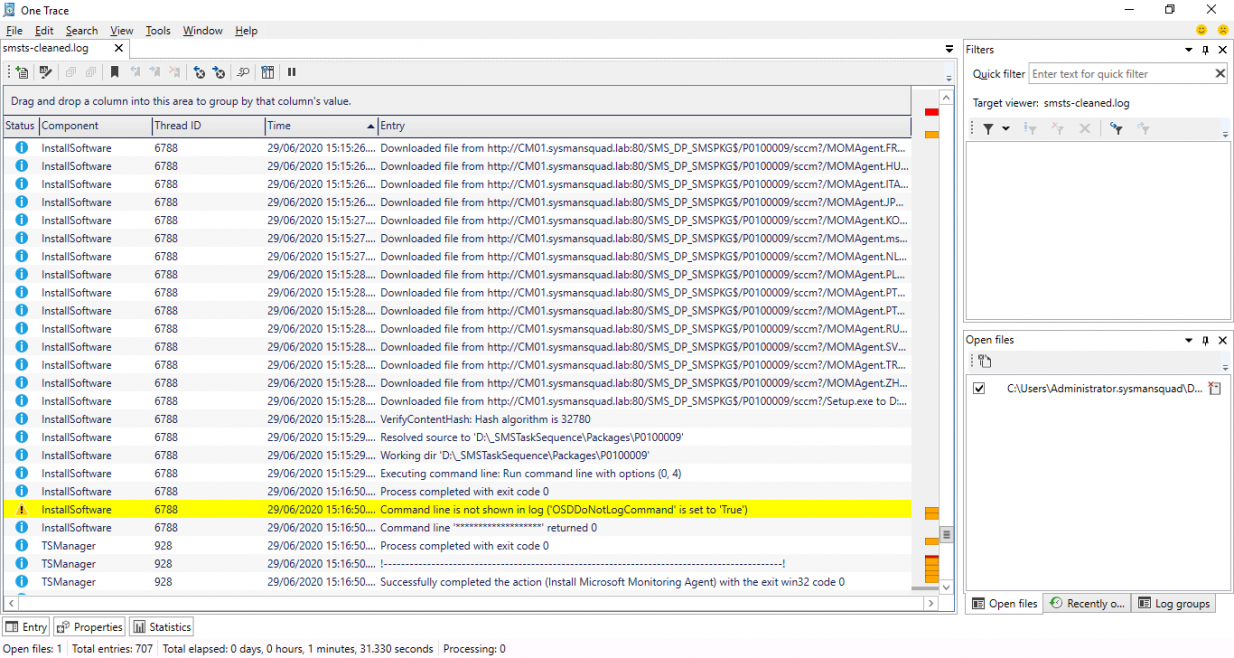 One Trace
File Edit Search View Tools Window Help
smsts-cleaned.log
Drag and drop a column into this area to group by that column's value.
Status Component Thread ID Time Entry
InstallSoftware 6788 29/06/2020 15:15:26.... Downloaded file from http://CM01.sysmansquad.lab:80/SMS_DP_SMSPKG$/P0100009/sccm?/MOMAgent.FR...
InstallSoftware 6788 29/06/2020 15:15:26.... Downloaded file from http://CM01.sysmansquad.lab:80/SMS_DP_SMSPKG$/P0100009/sccm?/MOMAgent.HU...
InstallSoftware 6788 29/06/2020 15:15:26.... Downloaded file from http://CM01.sysmansquad.lab:80/SMS_DP_SMSPKG$/P0100009/sccm?/MOMAgent.ITA...
InstallSoftware 6788 29/06/2020 15:15:26.... Downloaded file from http://CM01.sysmansquad.lab:80/SMS_DP_SMSPKG$/P0100009/sccm?/MOMAgent.JP...
InstallSoftware 6788 29/06/2020 15:15:27.... Downloaded file from http://CM01.sysmansquad.lab:80/SMS_DP_SMSPKG$/P0100009/sccm?/MOMAgent.KO...
InstallSoftware 6788 29/06/2020 15:15:27.... Downloaded file from http://CM01.sysmansquad.lab:80/SMS_DP_SMSPKG$/P0100009/sccm?/MOMAgent.ms...
InstallSoftware 6788 29/06/2020 15:15:27.... Downloaded file from http://CM01.sysmansquad.lab:80/SMS_DP_SMSPKG$/P0100009/sccm?/MOMAgent.NL...
InstallSoftware 6788 29/06/2020 15:15:28.... Downloaded file from http://CM01.sysmansquad.lab:80/SMS_DP_SMSPKG$/P0100009/sccm?/MOMAgent.PL...
InstallSoftware 6788 29/06/2020 15:15:28.... Downloaded file from http://CM01.sysmansquad.lab:80/SMS_DP_SMSPKG$/P0100009/sccm?/MOMAgent.PT...
InstallSoftware 6788 29/06/2020 15:15:28.... Downloaded file from http://CM01.sysmansquad.lab:80/SMS_DP_SMSPKG$/P0100009/sccm?/MOMAgent.PT...
InstallSoftware 6788 29/06/2020 15:15:28.... Downloaded file from http://CM01.sysmansquad.lab:80/SMS_DP_SMSPKG$/P0100009/sccm?/MOMAgent.RU...
InstallSoftware 6788 29/06/2020 15:15:28.... Downloaded file from http://CM01.sysmansquad.lab:80/SMS_DP_SMSPKG$/P0100009/sccm?/MOMAgent.SV...
InstallSoftware 6788 29/06/2020 15:15:28.... Downloaded file from http://CM01.sysmansquad.lab:80/SMS_DP_SMSPKG$/P0100009/sccm?/MOMAgent.TR...
InstallSoftware 6788 29/06/2020 15:15:28.... Downloaded file from http://CM01.sysmansquad.lab:80/SMS_DP_SMSPKG$/P0100009/sccm?/MOMAgent.ZH...
InstallSoftware 6788 29/06/2020 15:15:28.... Downloaded file from http://CM01.sysmansquad.lab:80/SMS_DP_SMSPKG$/P0100009/sccm?/Setup.exe to D:...
InstallSoftware 6788 29/06/2020 15:15:29.... VerifyContentHash: Hash algorithm is 32780
InstallSoftware 6788 29/06/2020 15:15:29.... Resolved source to 'D:\_SMSTaskSequence\Packages\P0100009'
InstallSoftware 6788 29/06/2020 15:15:29.... Working dir 'D:\_SMSTaskSequence\Packages\P0100009'
InstallSoftware 6788 29/06/2020 15:15:29.... Executing command line: Run command line with options (0, 4)
InstallSoftware 6788 29/06/2020 15:16:50.... Process completed with exit code 0
InstallSoftware 6788 29/06/2020 15:16:50.... Command line is not shown in log ('OSDDoNotLogCommand' is set to 'True')
InstallSoftware 6788 29/06/2020 15:16:50.... Command line '*******************' returned 0
TSManager 928 29/06/2020 15:16:50.... Process completed with exit code 0
TSManager 928 29/06/2020 15:16:50.... !--------------------------------------------------------------------------------------------!
TSManager 928 29/06/2020 15:16:50.... Successfully completed the action (Install Microsoft Monitoring Agent) with the exit win32 code 0
Entry Properties Statistics
Open files: 1 Total entries: 707 Total elapsed: 0 days, 0 hours, 1 minutes, 31.330 seconds Processing: 0
Filters
Quick filter Enter text for quick filter
Target viewer: smsts-cleaned.log
Open files
C:\Users\Administrator.sysmansquad\D...
Open files Recently o... Log groups